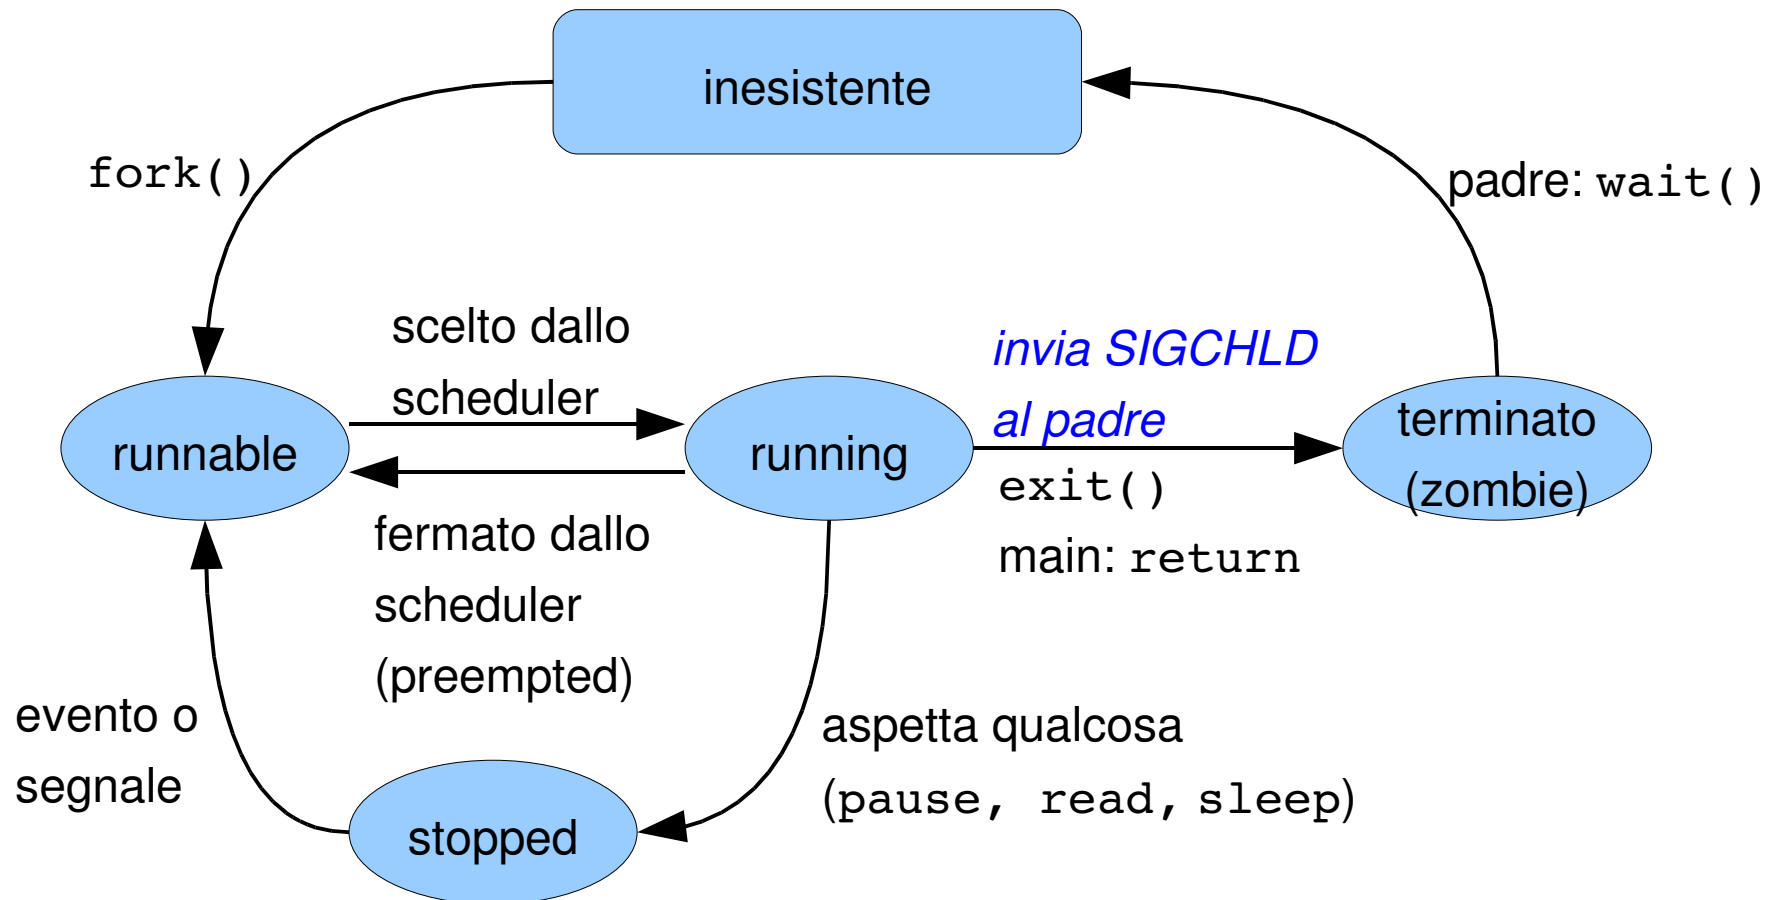 inesistente
fork()
padre: wait()
scelto dallo
scheduler
invia SIGCHLD
al padre
runnable
running
terminato
(zombie)
exit()
main: return
fermato dallo
scheduler
(preempted)
evento o
segnale
aspetta qualcosa
(pause, read, sleep)
stopped